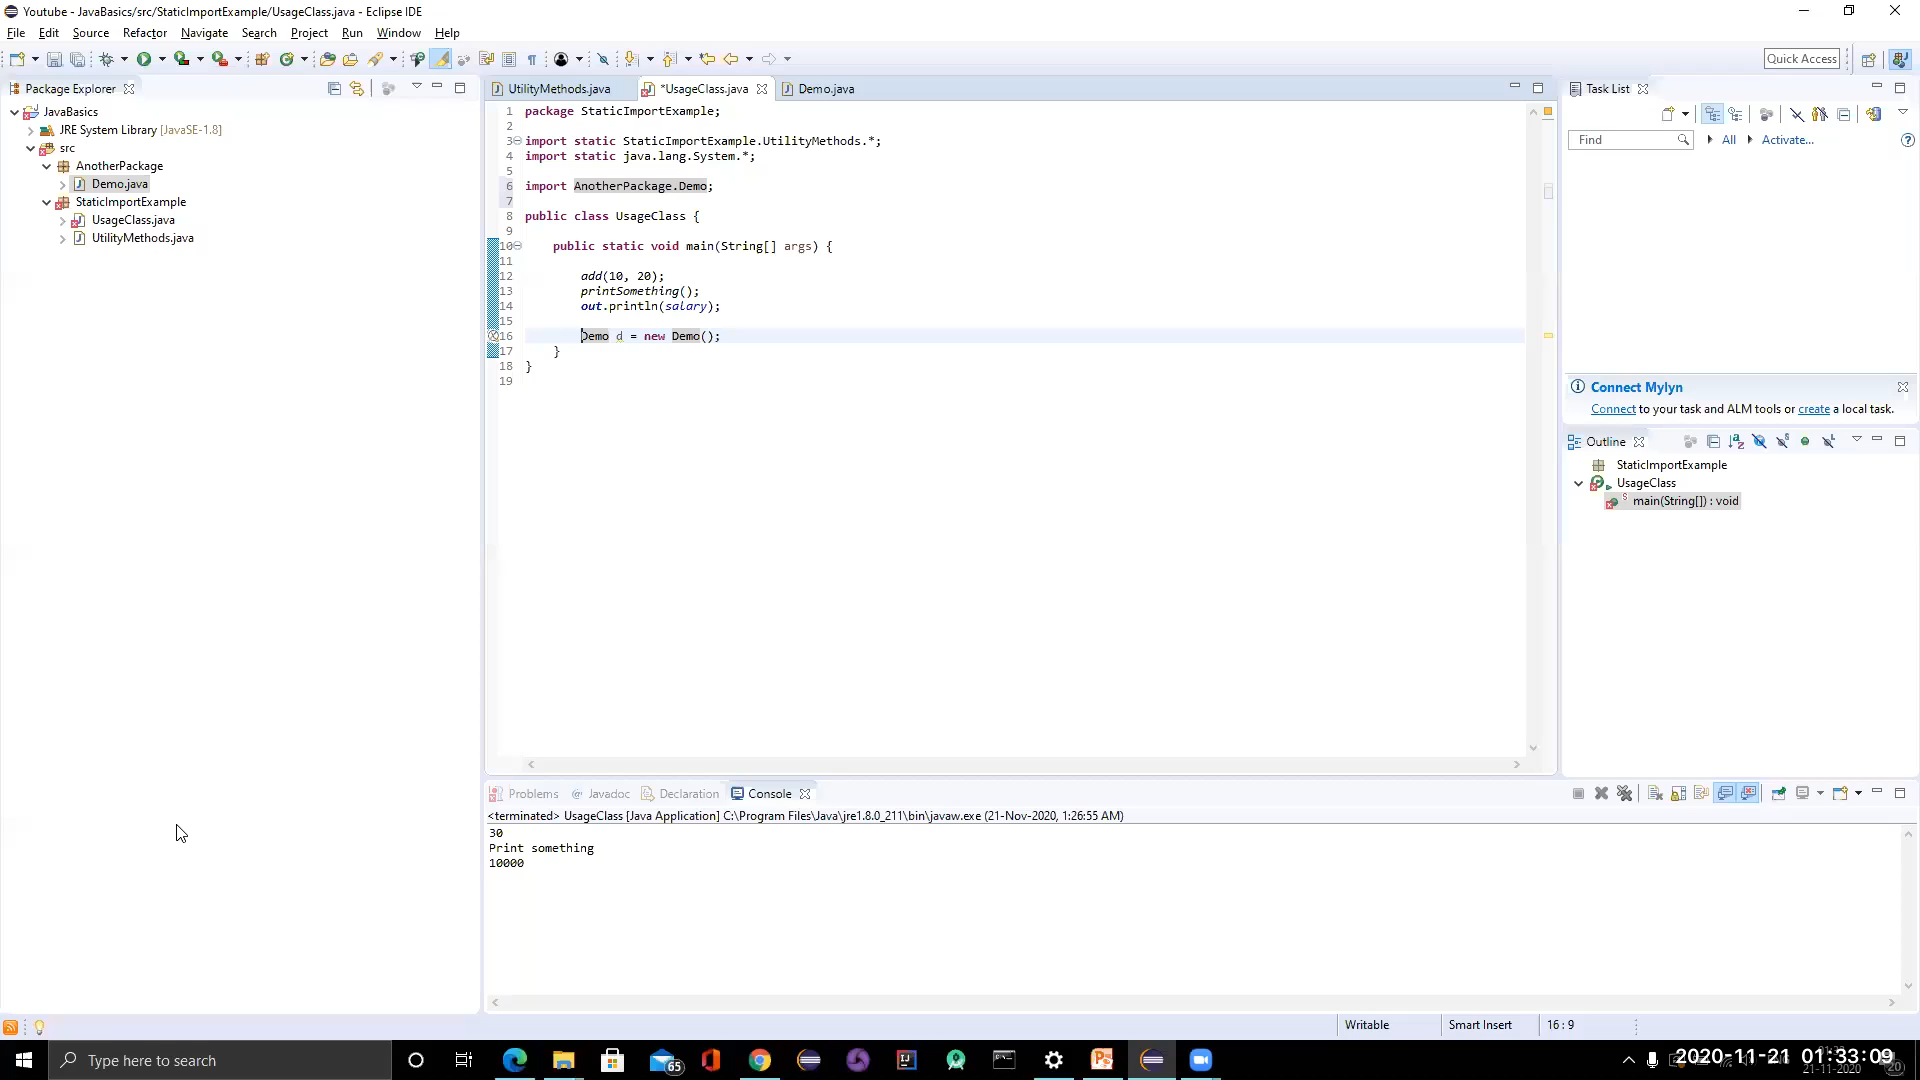 Youtube - JavaBasics/src/StaticImportExample/UsageClass.java - Eclipse IDE
File Edit Source Refactor Navigate Search Project Run Window Help
Quick Access
Package Explorer
JavaBasics
JRE System Library [JavaSE-1.8]
src
AnotherPackage
Demo.java
StaticImportExample
UsageClass.java
UtilityMethods.java
UtilityMethods.java *UsageClass.java Demo.java
1 package StaticImportExample;
2
3 import static StaticImportExample.UtilityMethods.*;
4 import static java.lang.System.*;
5
6 import AnotherPackage.Demo;
7
8 public class UsageClass {
9
10 public static void main(String[] args) {
11
12 add(10, 20);
13 printSomething();
14 out.println(salary);
15
16 Demo d = new Demo();
17 }
18 }
19
Task List
Find All Activate...
Connect Mylyn
Connect to your task and ALM tools or create a local task.
Outline
StaticImportExample
UsageClass
main(String[]) : void
Problems Javadoc Declaration Console
<terminated> UsageClass [Java Application] C:\Program Files\Java\jre1.8.0_211\bin\javaw.exe (21-Nov-2020, 1:26:55 AM)
30
Print something
10000
Writable Smart Insert 16 : 9
Type here to search
65
2020-11-21 01:33:09
21-11-2020
20